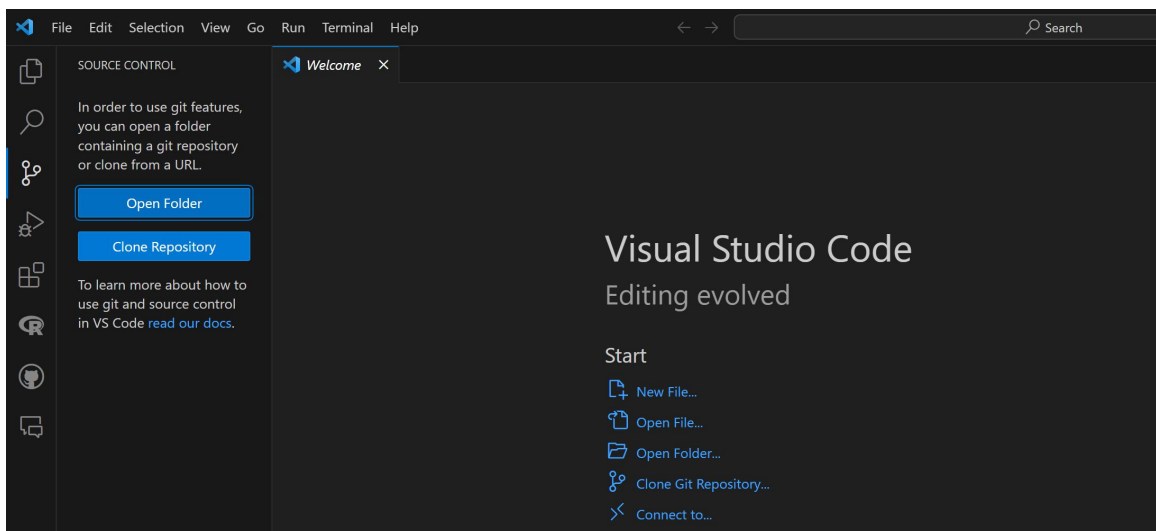 File Edit Selection View Go Run Terminal Help
Search
SOURCE CONTROL
In order to use git features,
you can open a folder
containing a git repository
or clone from a URL.
Open Folder
Clone Repository
To learn more about how to
use git and source control
in VS Code read our docs.
Welcome
Visual Studio Code
Editing evolved
Start
New File...
Open File...
Open Folder...
Clone Git Repository...
Connect to...
R